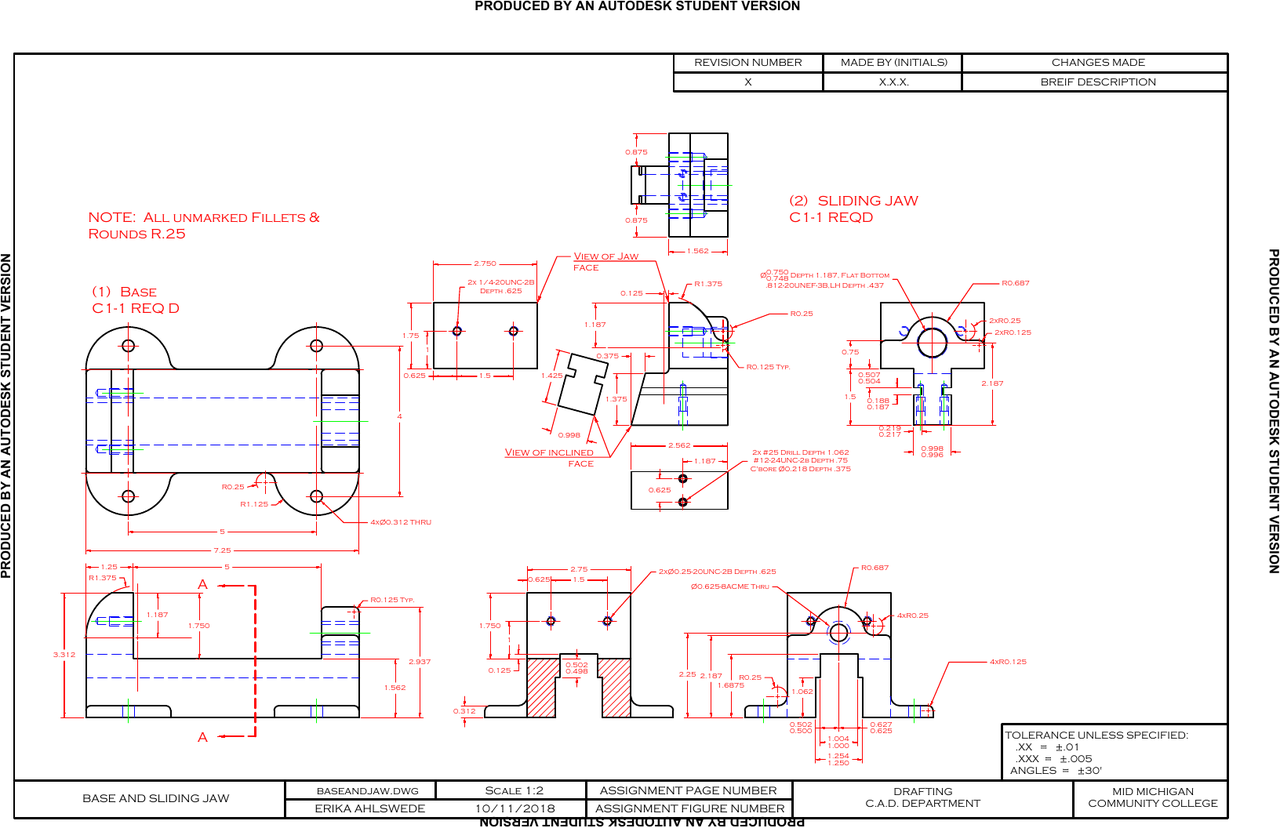 PRODUCED BY AN AUTODESK STUDENT VERSION
REVISION NUMBER
MADE BY (INITIALS)
CHANGES MADE
X
X.X.X.
BREIF DESCRIPTION
PRODUCED BY AN AUTODESK STUDENT VERSION
PRODUCED BY AN AUTODESK STUDENT VERSION
0.875
0.875
1.562
(2) SLIDING JAW
C1-1 REQD
NOTE: ALL UNMARKED FILLETS &
ROUNDS R.25
(1) BASE
C1-1 REQ D
2.750
2x 1/4-20UNC-2B
DEPTH .625
1.75
1
0.625
1.5
VIEW OF JAW
FACE
0.125
R1.375
1.187
R0.25
0.375
R0.125 TYP.
1.425
1.375
0.998
VIEW OF INCLINED
FACE
2.562
1.187
0.625
2x #25 DRILL DEPTH 1.062
#12-24UNC-2B DEPTH .75
C'BORE Ø0.218 DEPTH .375
Ø0.750
0.748 DEPTH 1.187. FLAT BOTTOM
.812-20UNEF-3B.LH DEPTH .437
R0.687
2xR0.25
2xR0.125
0.75
0.507
0.504
1.5
0.188
0.187
2.187
0.219
0.217
0.998
0.996
4
R0.25
R1.125
4xØ0.312 THRU
5
7.25
1.25
5
R1.375
A
R0.125 TYP.
1.187
1.750
3.312
2.937
1.562
A
2.75
0.625
1.5
2xØ0.25-20UNC-2B DEPTH .625
1.750
1
0.125
0.502
0.498
0.312
Ø0.625-8ACME THRU
R0.687
4xR0.25
2.25
2.187
1.6875
R0.25
1.062
4xR0.125
0.502
0.500
0.627
0.625
1.004
1.000
1.254
1.250
TOLERANCE UNLESS SPECIFIED:
.XX = ±.01
.XXX = ±.005
ANGLES = ±30'
BASE AND SLIDING JAW
BASEANDJAW.DWG
SCALE 1:2
ASSIGNMENT PAGE NUMBER
ERIKA AHLSWEDE
10/11/2018
ASSIGNMENT FIGURE NUMBER
DRAFTING
C.A.D. DEPARTMENT
MID MICHIGAN
COMMUNITY COLLEGE
PRODUCED BY AN AUTODESK STUDENT VERSION